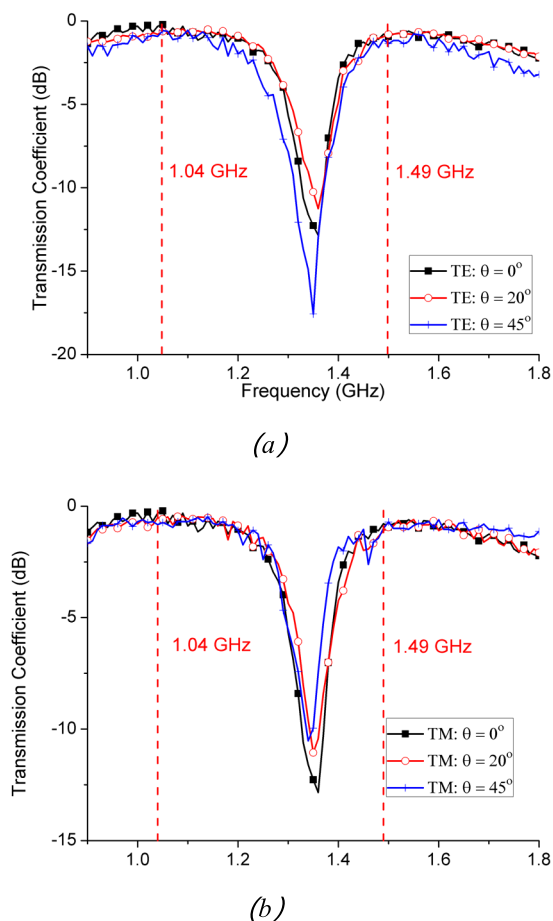 0
-5
-10
-15
-20
Transmission Coefficient (dB)
1.04 GHz
1.49 GHz
TE: θ = 0°
TE: θ = 20°
TE: θ = 45°
1.0 1.2 1.4 1.6 1.8
Frequency (GHz)
(a)
0
-5
-10
-15
Transmission Coefficient (dB)
1.04 GHz
1.49 GHz
TM: θ = 0°
TM: θ = 20°
TM: θ = 45°
1.0 1.2 1.4 1.6 1.8
(b)